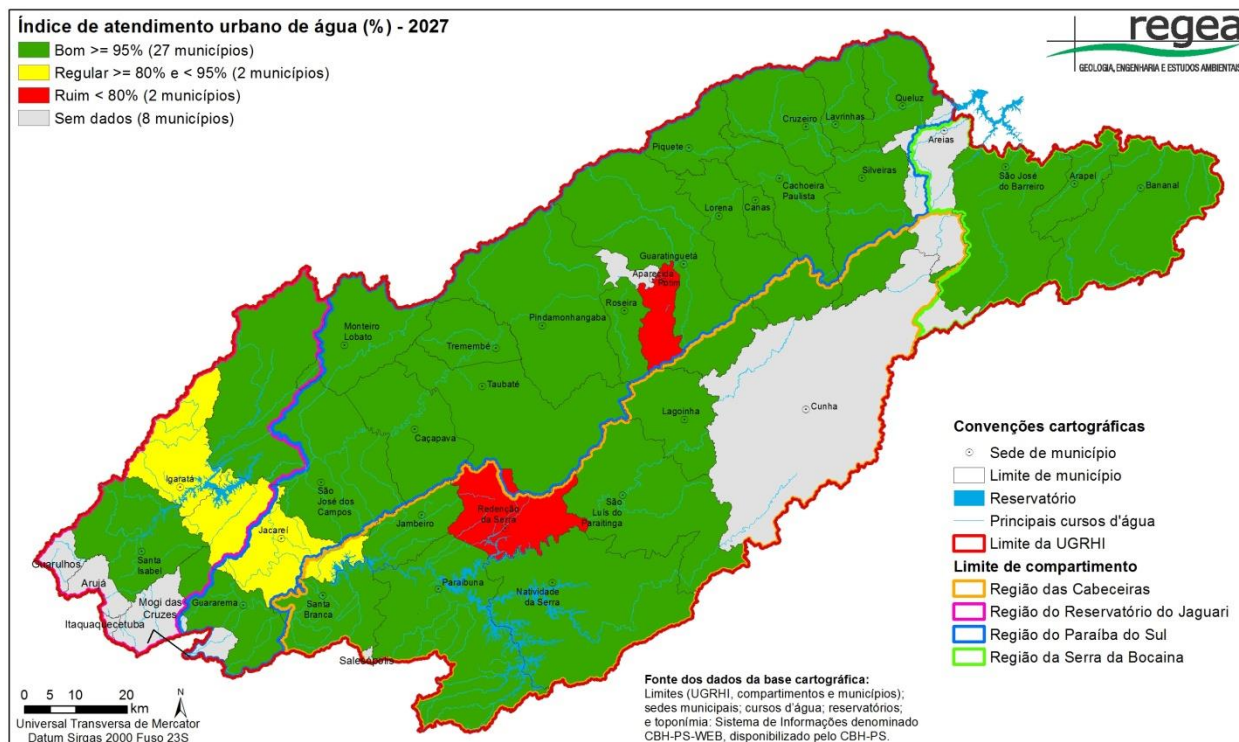 Índice de atendimento urbano de água (%) - 2027
Bom >= 95% (27 municípios)
Regular >= 80% e < 95% (2 municípios)
Ruim < 80% (2 municípios)
Sem dados (8 municípios)
regea
GEOLOGIA, ENGENHARIA E ESTUDOS AMBIENTAIS
Queluz
Lavrinhas
Cruzeiro
Areias
Piquete
São José
do Barreiro
Arapeí
Bananal
Silveiras
Cachoeira
Paulista
Canas
Lorena
Guaratinguetá
Aparecida
Potim
Roseira
Pindamonhangaba
Monteiro
Lobato
Tremembé
Taubaté
Lagoinha
Cunha
Caçapava
Igaratá
São
José dos
Campos
Jambeiro
Redenção
da Serra
São
Luís do
Paraitinga
Jacareí
Santa
Isabel
Guarulhos
Arujá
Mogi das
Cruzes
Itaquaquecetuba
Guararema
Santa
Branca
Paraibuna
Natividade
da Serra
Salesópolis
Convenções cartográficas
Sede de município
Limite de município
Reservatório
Principais cursos d'água
Limite da UGRHI
Limite de compartimento
Região das Cabeceiras
Região do Reservatório do Jaguari
Região do Paraíba do Sul
Região da Serra da Bocaina
0 5 10 20
km
N
Universal Transversa de Mercator
Datum Sirgas 2000 Fuso 23S
Fonte dos dados da base cartográfica:
Limites (UGRHI, compartimentos e municípios);
sedes municipais; cursos d'água; reservatórios;
e toponímia: Sistema de Informações denominado
CBH-PS-WEB, disponibilizado pelo CBH-PS.